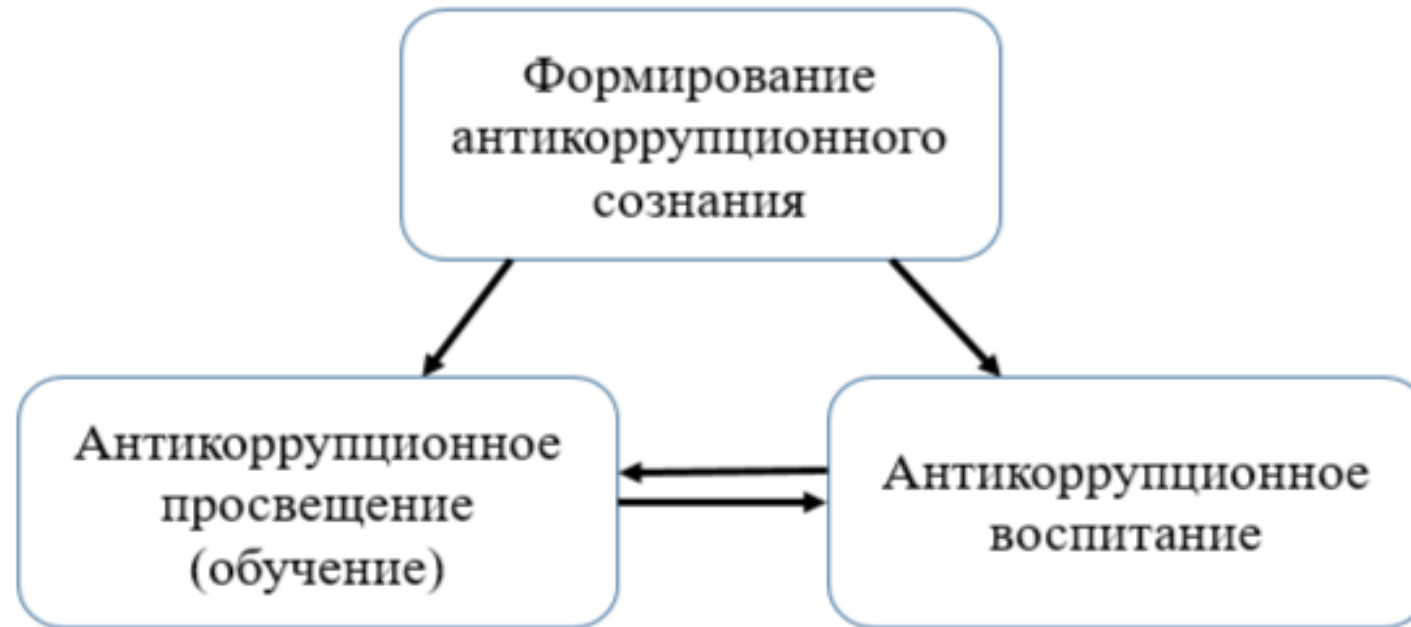 Формирование
антикоррупционного
сознания
Антикоррупционное
просвещение
(обучение)
Антикоррупционное
воспитание